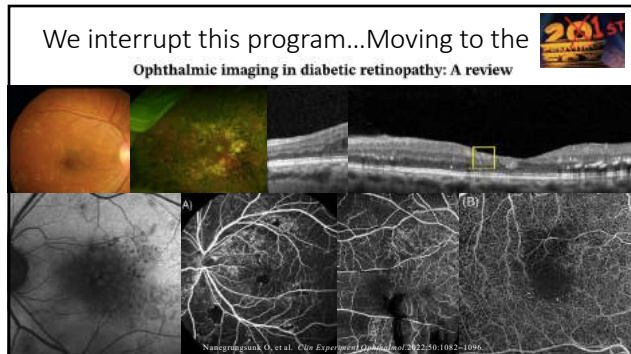 We interrupt this program...Moving to the
201ST
Ophthalmic imaging in diabetic retinopathy: A review
A)
(B)
Nanegrungsunk O, et al. Clin Experiment Ophthalmol.2022;50:1082–1096.